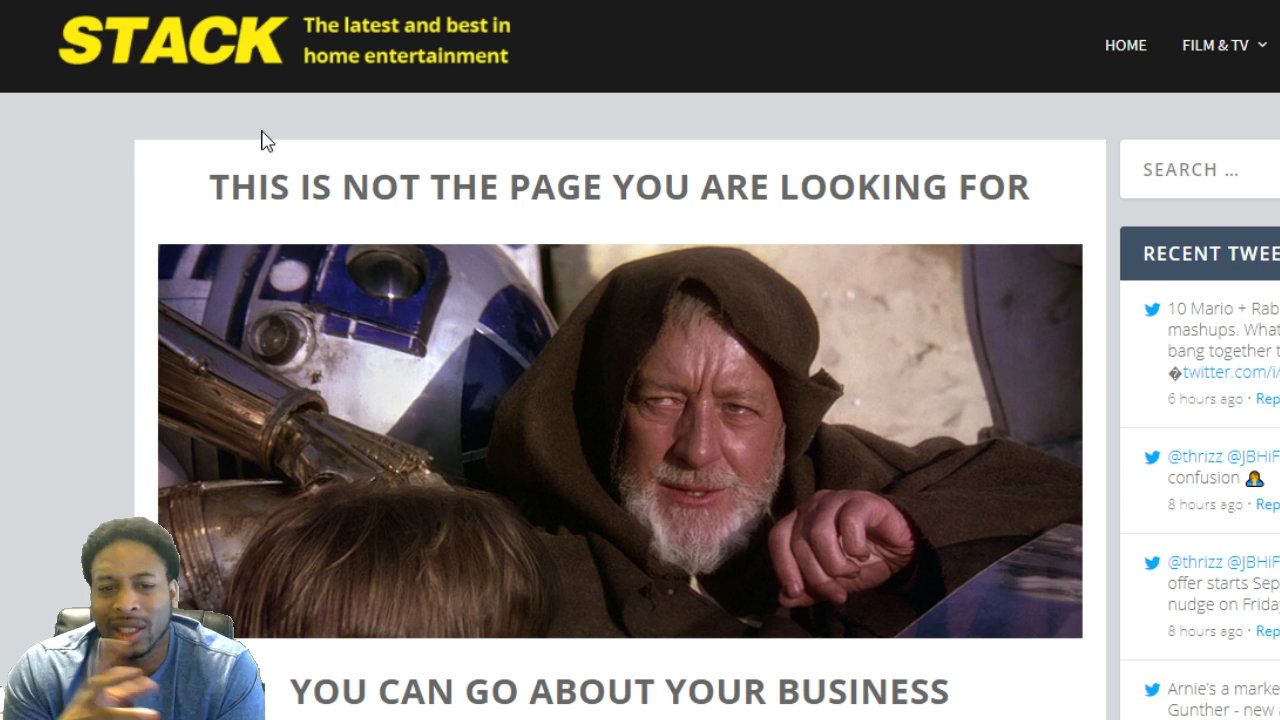 STACK
The latest and best in
home entertainment
HOME
FILM & TV
THIS IS NOT THE PAGE YOU ARE LOOKING FOR
YOU CAN GO ABOUT YOUR BUSINESS
SEARCH ...
RECENT TWEE
10 Mario + Rab
mashups. What
bang together t
twitter.com/i/
6 hours ago · Rep
@thrizz @JBHiF
confusion
8 hours ago · Rep
@thrizz @JBHiF
offer starts Sep
nudge on Friday
8 hours ago · Rep
Arnie's a marke
Gunther - new